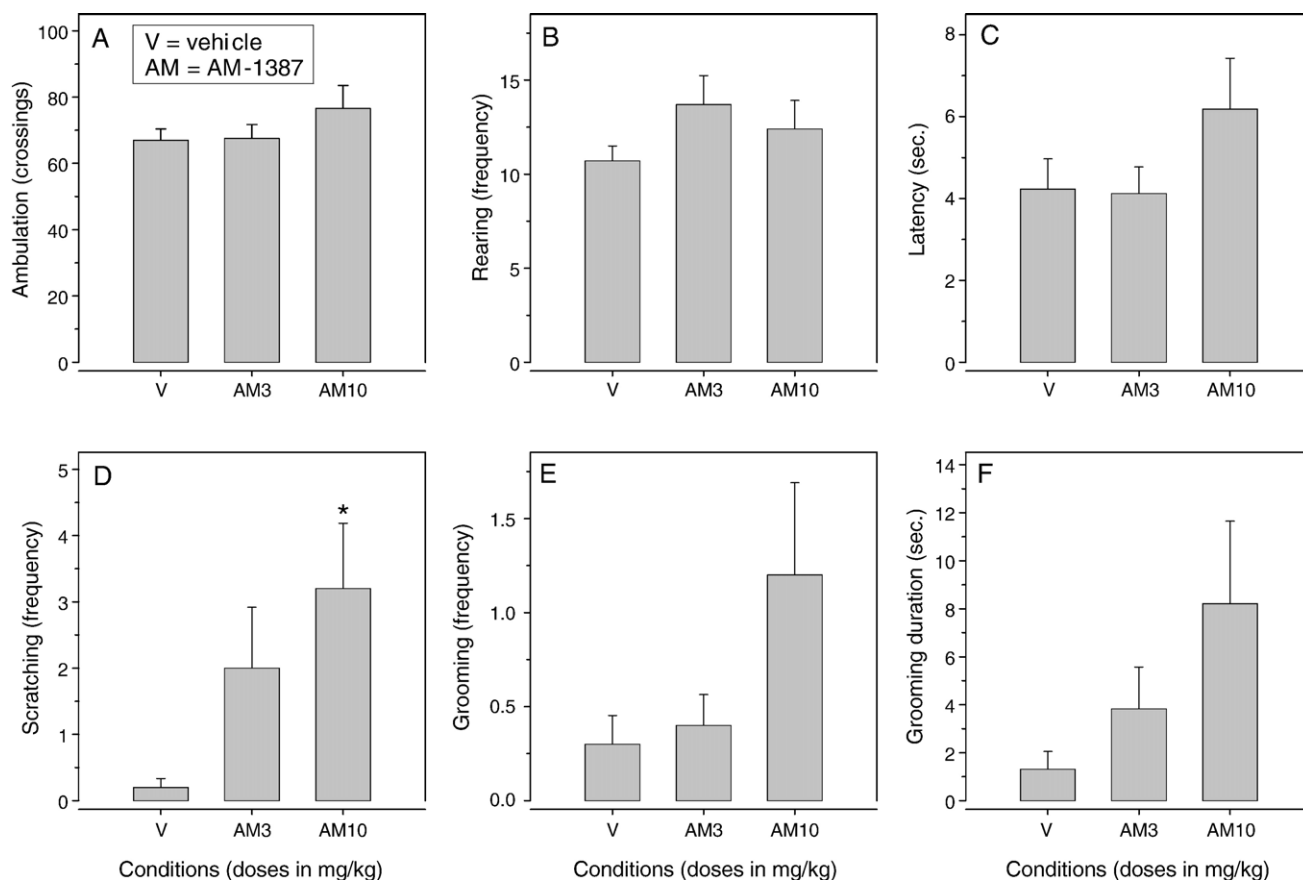 A
V = vehicle
AM = AM-1387
Ambulation (crossings)
100
80
60
40
20
0
V AM3 AM10
B
Rearing (frequency)
15
10
5
0
V AM3 AM10
C
Latency (sec.)
8
6
4
2
0
V AM3 AM10
D
Scratching (frequency)
5
4
3
2
1
0
*
V AM3 AM10
Conditions (doses in mg/kg)
E
Grooming (frequency)
1.5
1.0
0.5
0.0
V AM3 AM10
Conditions (doses in mg/kg)
F
Grooming duration (sec.)
14
12
10
8
6
4
2
0
V AM3 AM10
Conditions (doses in mg/kg)